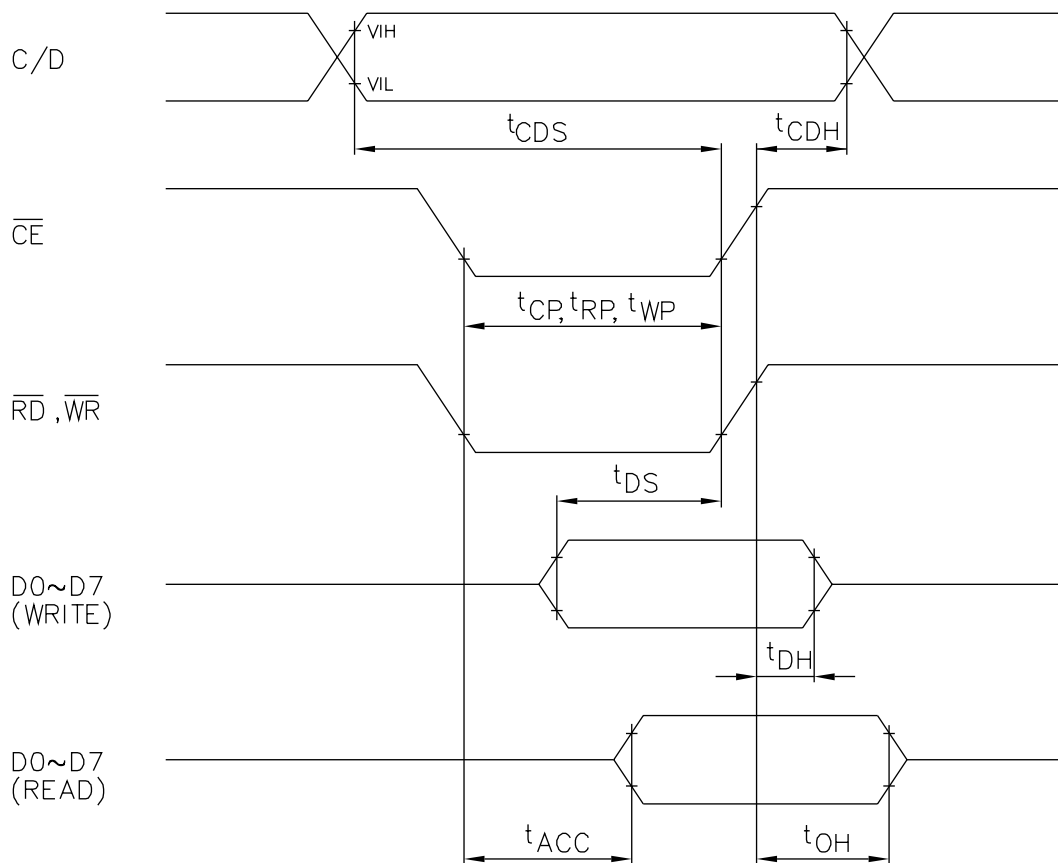 C/D
VIH
VIL
tCDS
tCDH
CE
tCP, tRP, tWP
RD ,WR
tDS
D0~D7
(WRITE)
tDH
D0~D7
(READ)
tACC
tOH